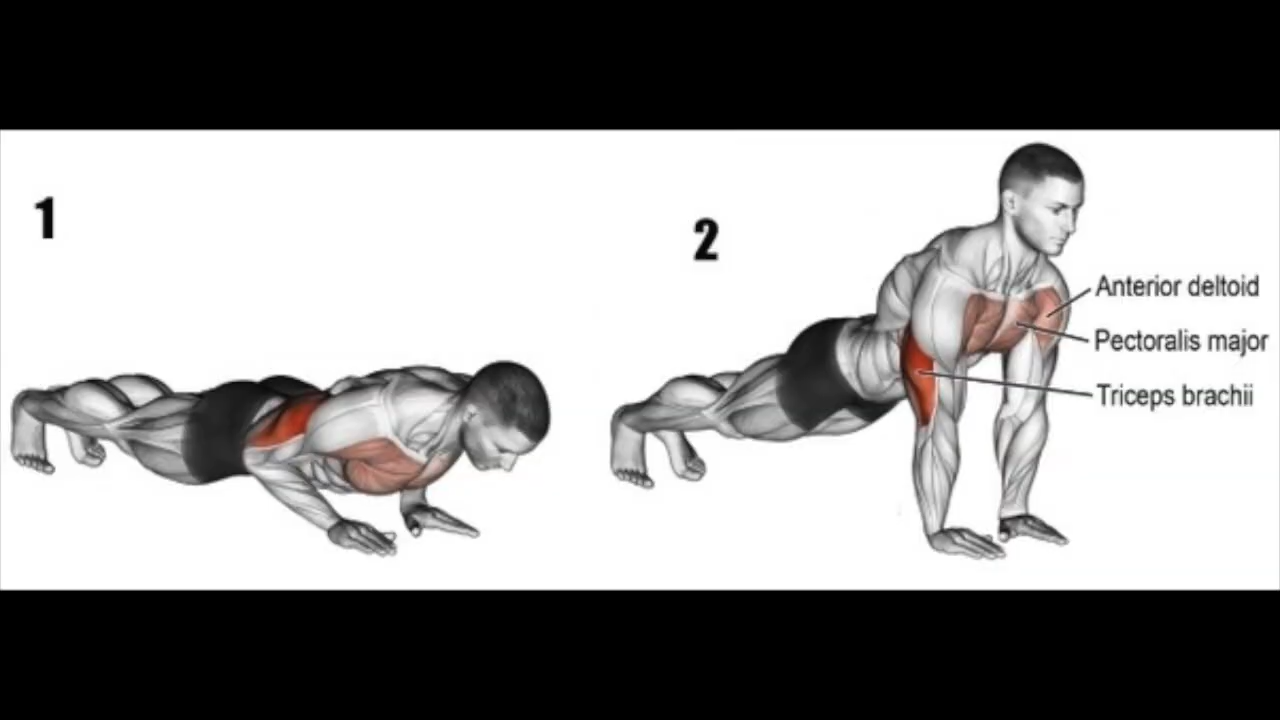 1
2
Anterior deltoid
Pectoralis major
Triceps brachii